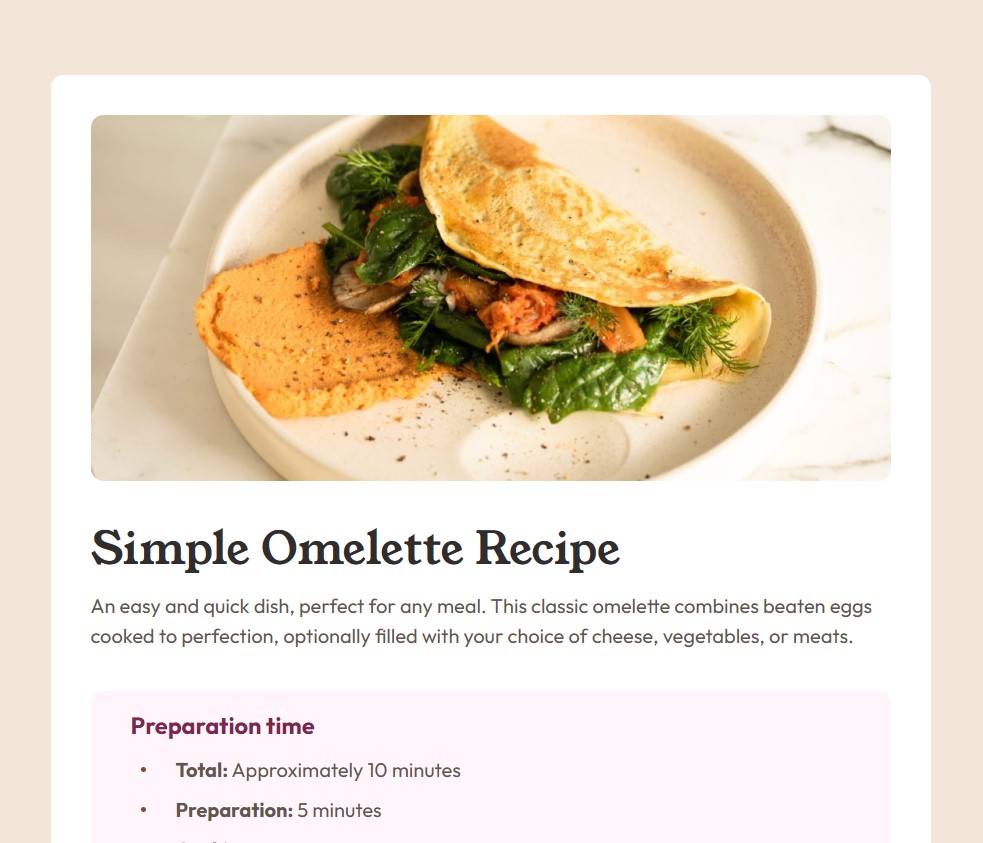 Simple Omelette Recipe
An easy and quick dish, perfect for any meal. This classic omelette combines beaten eggs
cooked to perfection, optionally filled with your choice of cheese, vegetables, or meats.
Preparation time
• Total: Approximately 10 minutes
• Preparation: 5 minutes